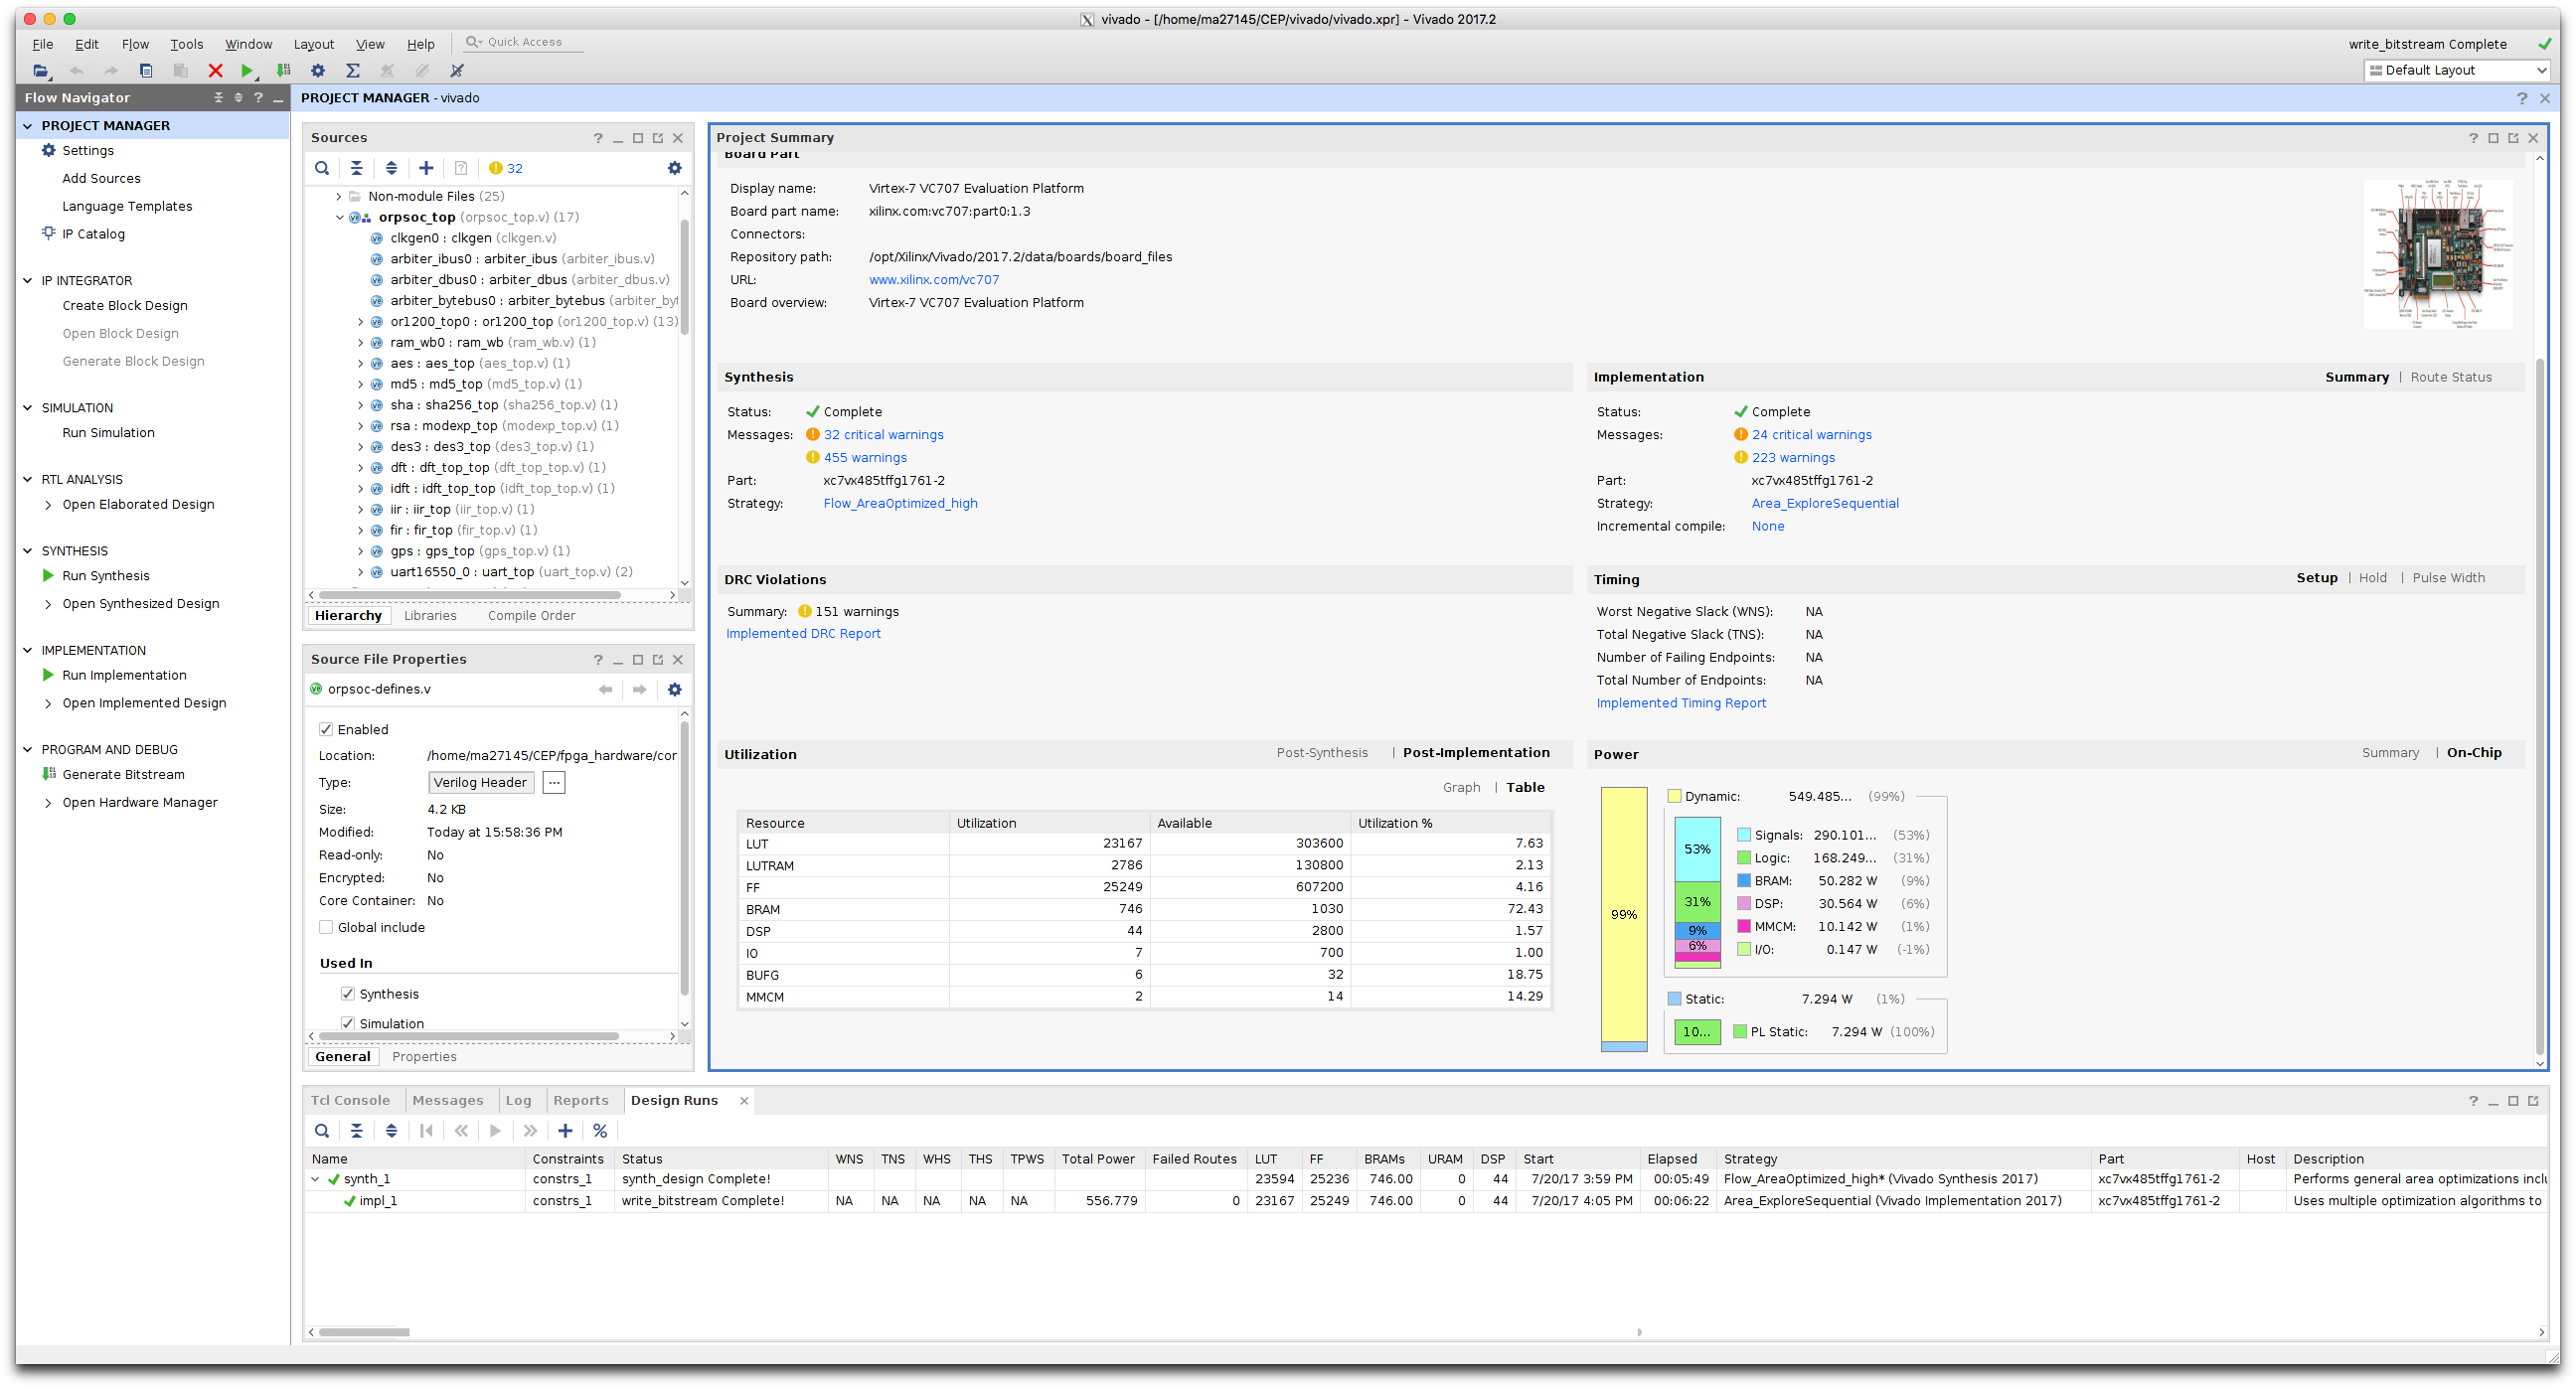 vivado - [/home/ma27145/CEP/vivado/vivado.xpr] - Vivado 2017.2
File Edit Flow Tools Window Layout View Help Quick Access
write_bitstream Complete
Default Layout
Flow Navigator
PROJECT MANAGER - vivado
PROJECT MANAGER
Settings
Add Sources
Language Templates
IP Catalog
IP INTEGRATOR
Create Block Design
Open Block Design
Generate Block Design
SIMULATION
Run Simulation
RTL ANALYSIS
Open Elaborated Design
SYNTHESIS
Run Synthesis
Open Synthesized Design
IMPLEMENTATION
Run Implementation
Open Implemented Design
PROGRAM AND DEBUG
Generate Bitstream
Open Hardware Manager
Sources
32
Non-module Files (25)
orpsoc_top (orpsoc_top.v) (17)
clkgen0 : clkgen (clkgen.v)
arbiter_ibus0 : arbiter_ibus (arbiter_ibus.v)
arbiter_dbus0 : arbiter_dbus (arbiter_dbus.v)
arbiter_bytebus0 : arbiter_bytebus (arbiter_byt
or1200_top0 : or1200_top (or1200_top.v) (13)
ram_wb0 : ram_wb (ram_wb.v) (1)
aes : aes_top (aes_top.v) (1)
md5 : md5_top (md5_top.v) (1)
sha : sha256_top (sha256_top.v) (1)
rsa : modexp_top (modexp_top.v) (1)
des3 : des3_top (des3_top.v) (1)
dft : dft_top_top (dft_top_top.v) (1)
idft : idft_top_top (idft_top_top.v) (1)
iir : iir_top (iir_top.v) (1)
fir : fir_top (fir_top.v) (1)
gps : gps_top (gps_top.v) (1)
uart16550_0 : uart_top (uart_top.v) (2)
Hierarchy Libraries Compile Order
Source File Properties
orpsoc-defines.v
Enabled
Location: /home/ma27145/CEP/fpga_hardware/cor
Type: Verilog Header ...
Size: 4.2 KB
Modified: Today at 15:58:36 PM
Read-only: No
Encrypted: No
Core Container: No
Global include
Used In
Synthesis
Simulation
General Properties
Project Summary
Board Part
Display name: Virtex-7 VC707 Evaluation Platform
Board part name: xilinx.com:vc707:part0:1.3
Connectors:
Repository path: /opt/Xilinx/Vivado/2017.2/data/boards/board_files
URL: www.xilinx.com/vc707
Board overview: Virtex-7 VC707 Evaluation Platform
Synthesis
Status: Complete
Messages: 32 critical warnings
455 warnings
Part: xc7vx485tffg1761-2
Strategy: Flow_AreaOptimized_high
Implementation Summary | Route Status
Status: Complete
Messages: 24 critical warnings
223 warnings
Part: xc7vx485tffg1761-2
Strategy: Area_ExploreSequential
Incremental compile: None
DRC Violations
Summary: 151 warnings
Implemented DRC Report
Timing Setup | Hold | Pulse Width
Worst Negative Slack (WNS): NA
Total Negative Slack (TNS): NA
Number of Failing Endpoints: NA
Total Number of Endpoints: NA
Implemented Timing Report
Utilization Post-Synthesis | Post-Implementation
Graph | Table
Resource Utilization Available Utilization %
LUT 23167 303600 7.63
LUTRAM 2786 130800 2.13
FF 25249 607200 4.16
BRAM 746 1030 72.43
DSP 44 2800 1.57
IO 7 700 1.00
BUFG 6 32 18.75
MMCM 2 14 14.29
Power Summary | On-Chip
99%
Dynamic: 549.485... (99%)
53% Signals: 290.101... (53%)
Logic: 168.249... (31%)
31% BRAM: 50.282 W (9%)
9% DSP: 30.564 W (6%)
6% MMCM: 10.142 W (1%)
I/O: 0.147 W (-1%)
Static: 7.294 W (1%)
10... PL Static: 7.294 W (100%)
Tcl Console Messages Log Reports Design Runs
Name Constraints Status WNS TNS WHS THS TPWS Total Power Failed Routes LUT FF BRAMs URAM DSP Start Elapsed Strategy Part Host Description
synth_1 constrs_1 synth_design Complete! 23594 25236 746.00 0 44 7/20/17 3:59 PM 00:05:49 Flow_AreaOptimized_high* (Vivado Synthesis 2017) xc7vx485tffg1761-2 Performs general area optimizations inclu
impl_1 constrs_1 write_bitstream Complete! NA NA NA NA NA 556.779 0 23167 25249 746.00 0 44 7/20/17 4:05 PM 00:06:22 Area_ExploreSequential (Vivado Implementation 2017) xc7vx485tffg1761-2 Uses multiple optimization algorithms to